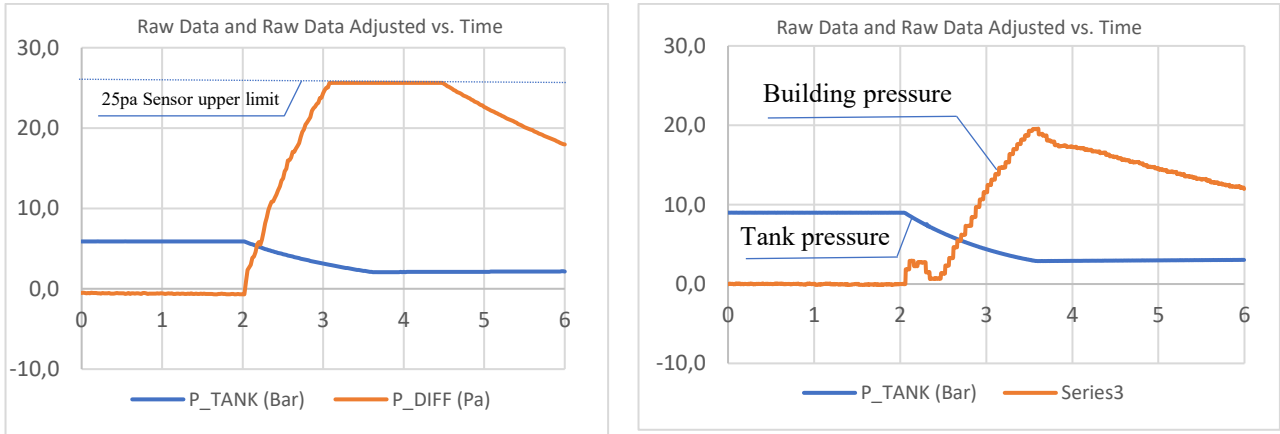 Raw Data and Raw Data Adjusted vs. Time
30,0
20,0
10,0
0,0
-10,0
0 1 2 3 4 5 6
25pa Sensor upper limit
P_TANK (Bar) P_DIFF (Pa)
Raw Data and Raw Data Adjusted vs. Time
30,0
20,0
10,0
0,0
-10,0
0 1 2 3 4 5 6
Building pressure
Tank pressure
P_TANK (Bar) Series3